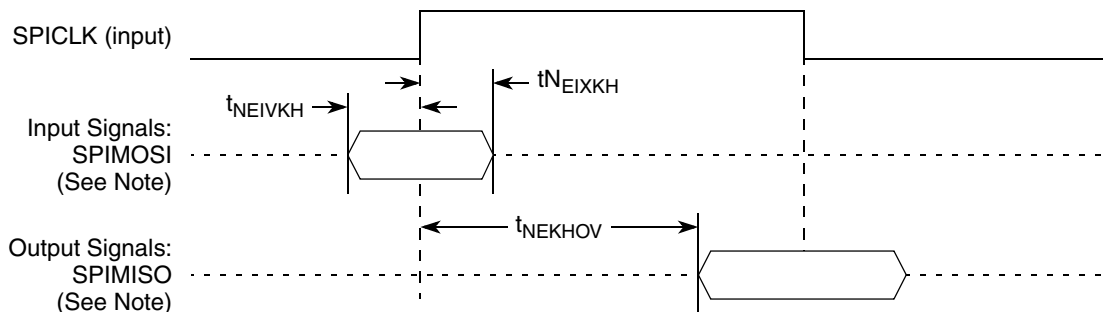 SPICLK (input)
tNEIXKH
tNEIVKH
Input Signals:
SPIMOSI
(See Note)
tNEKHOV
Output Signals:
SPIMISO
(See Note)